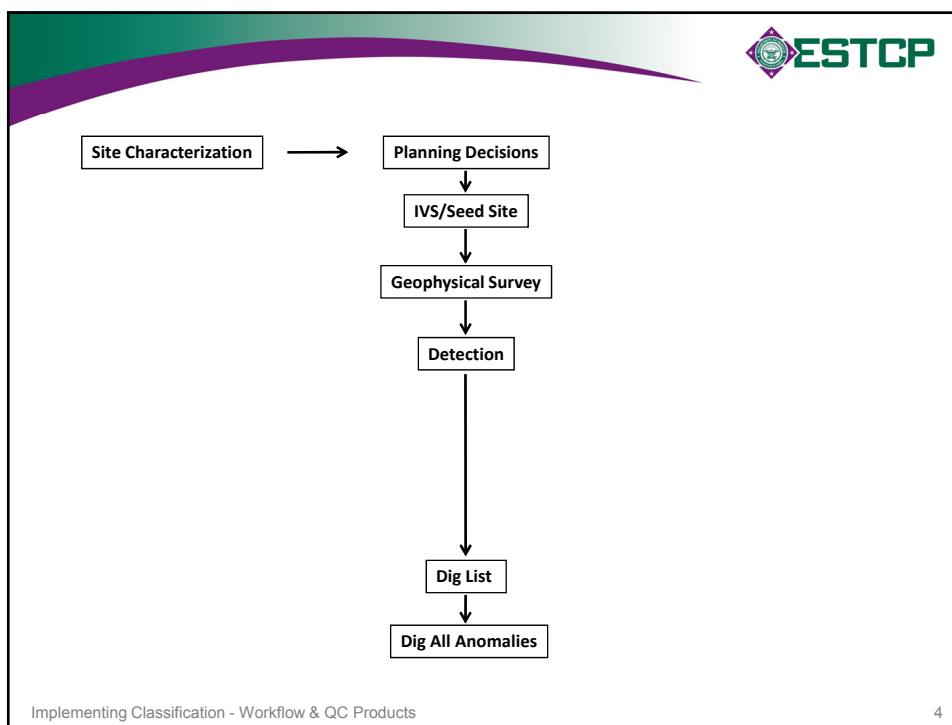 ESTCP
Site Characterization
Planning Decisions
IVS/Seed Site
Geophysical Survey
Detection
Dig List
Dig All Anomalies
Implementing Classification - Workflow & QC Products
4